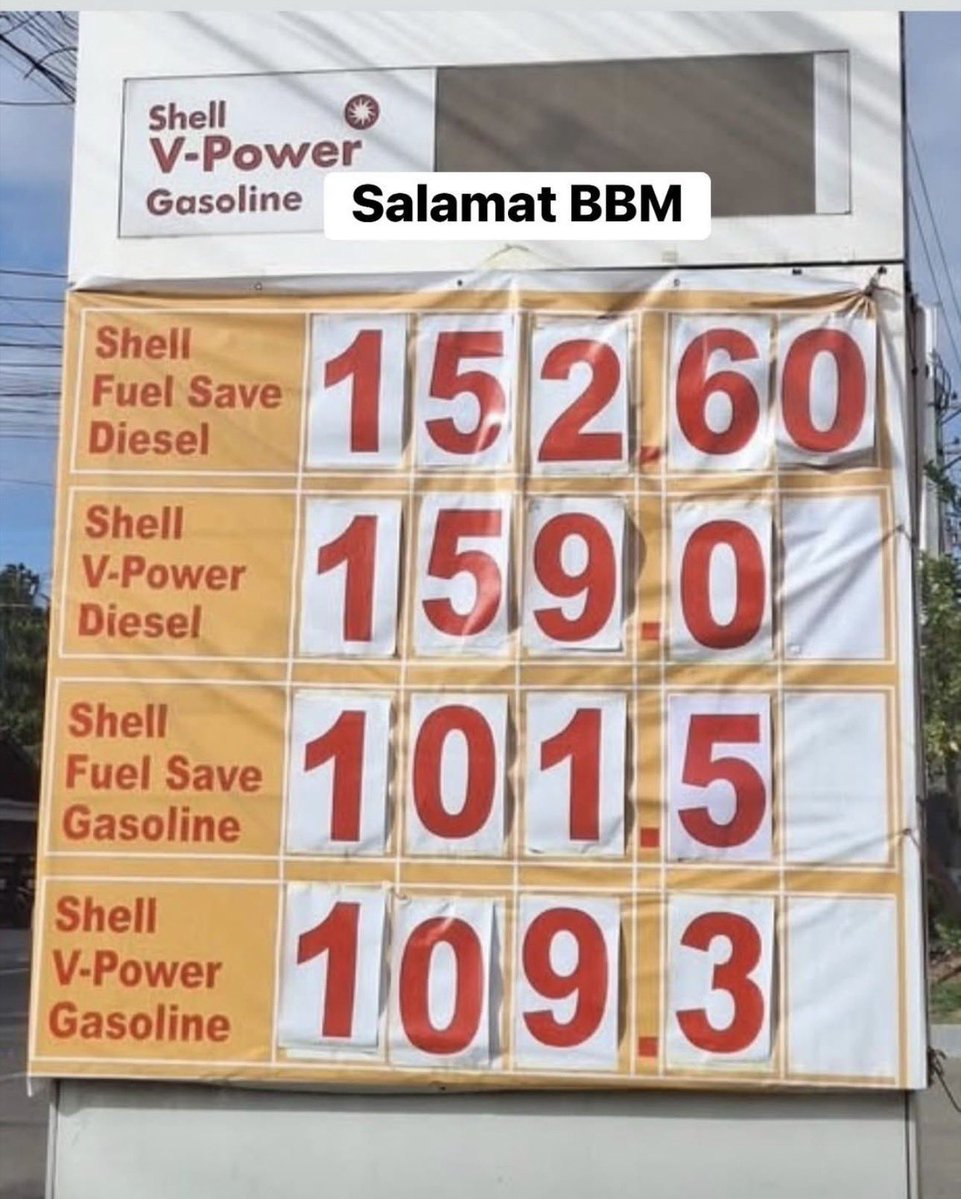 Shell
V-Power
Gasoline
Salamat BBM
Shell
Fuel Save
Diesel
152.60
Shell
V-Power
Diesel
159.0
Shell
Fuel Save
Gasoline
101.5
Shell
V-Power
Gasoline
109.3